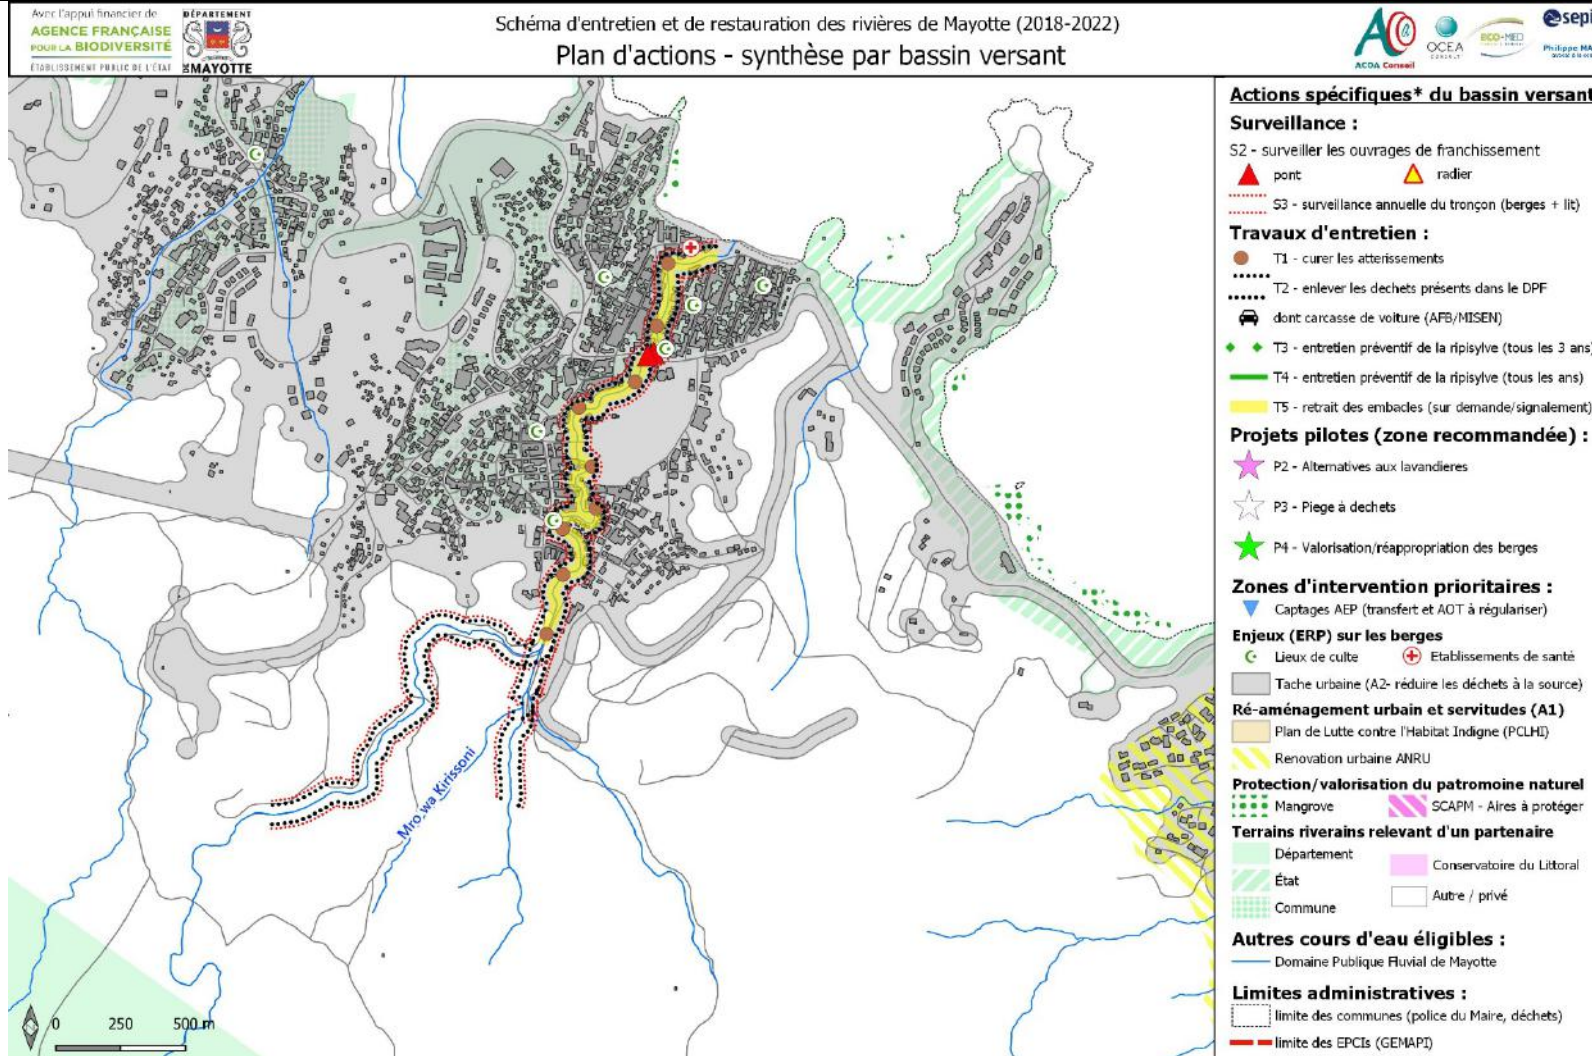 Avec l'appui financier de
AGENCE FRANÇAISE
POUR LA BIODIVERSITÉ
ÉTABLISSEMENT PUBLIC DE L'ÉTAT
DÉPARTEMENT
MAYOTTE
Schéma d'entretien et de restauration des rivières de Mayotte (2018-2022)
Plan d'actions - synthèse par bassin versant
ACOA Conseil
OCEA
CONSULT'
ECO-MED
sepi
Philippe MA
Actions spécifiques* du bassin versant
Surveillance :
S2 - surveiller les ouvrages de franchissement
pont
radier
S3 - surveillance annuelle du tronçon (berges + lit)
Travaux d'entretien :
T1 - curer les atterissements
T2 - enlever les dechets présents dans le DPF
dont carcasse de voiture (AFB/MISEN)
T3 - entretien préventif de la ripisylve (tous les 3 ans)
T4 - entretien préventif de la ripisylve (tous les ans)
T5 - retrait des embacles (sur demande/signalement)
Projets pilotes (zone recommandée) :
P2 - Alternatives aux lavandieres
P3 - Piege à dechets
P4 - Valorisation/réappropriation des berges
Zones d'intervention prioritaires :
Captages AEP (transfert et AOT à régulariser)
Enjeux (ERP) sur les berges
Lieux de culte
Etablissements de santé
Tache urbaine (A2- réduire les déchets à la source)
Ré-aménagement urbain et servitudes (A1)
Plan de Lutte contre l'Habitat Indigne (PCLHI)
Renovation urbaine ANRU
Protection/valorisation du patromoine naturel
Mangrove
SCAPM - Aires à protéger
Terrains riverains relevant d'un partenaire
Département
Conservatoire du Littoral
État
Autre / privé
Commune
Autres cours d'eau éligibles :
Domaine Publique Fluvial de Mayotte
Limites administratives :
limite des communes (police du Maire, déchets)
limite des EPCIs (GEMAPI)
Mro wa Kirissoni
0 250 500 m